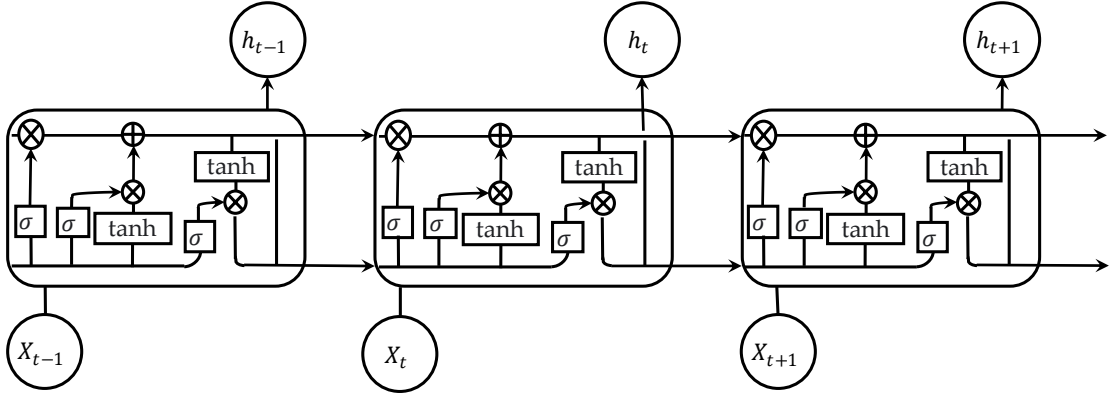 h_{t−1} h_t h_{t+1}
tanh tanh tanh
σ σ tanh σ σ σ tanh σ σ σ tanh σ
X_{t−1} X_t X_{t+1}